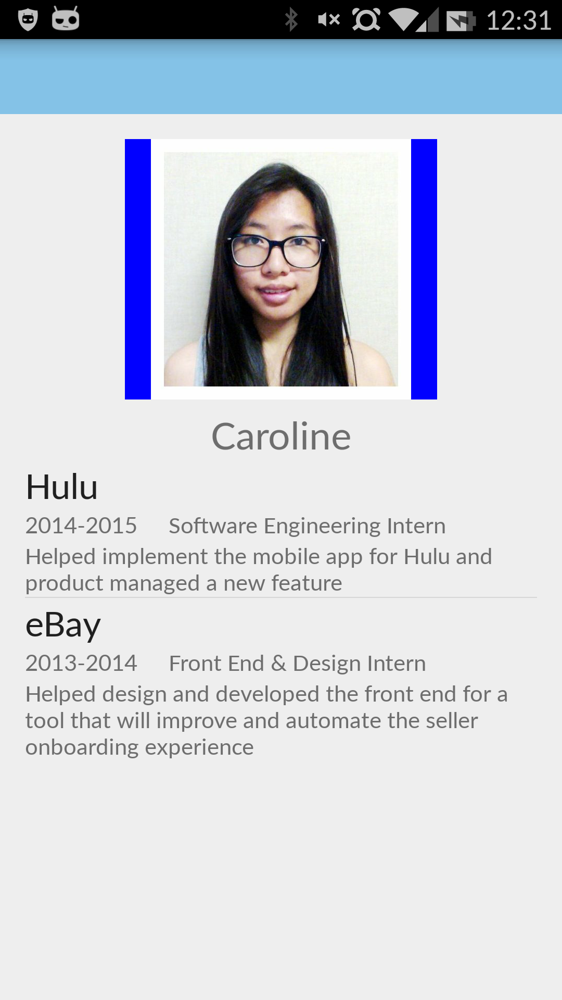 12:31
Caroline
Hulu
2014-2015 Software Engineering Intern
Helped implement the mobile app for Hulu and
product managed a new feature
eBay
2013-2014 Front End & Design Intern
Helped design and developed the front end for a
tool that will improve and automate the seller
onboarding experience